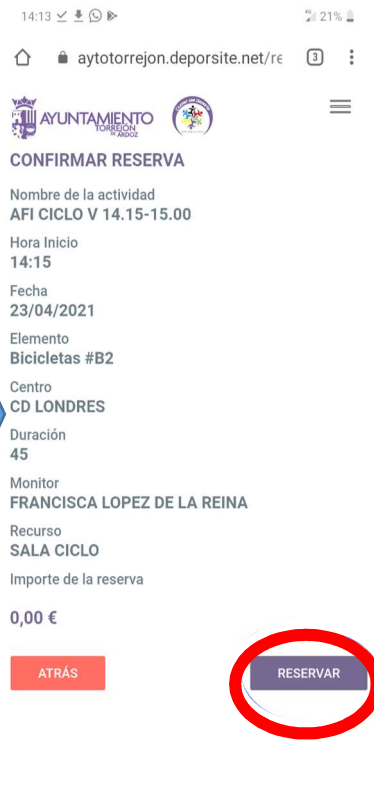 14:13 21%
aytotorrejon.deporsite.net/re 3
AYUNTAMIENTO
TORREJÓN
DE ARDOZ
CONFIRMAR RESERVA
Nombre de la actividad
AFI CICLO V 14.15-15.00
Hora Inicio
14:15
Fecha
23/04/2021
Elemento
Bicicletas #B2
Centro
CD LONDRES
Duración
45
Monitor
FRANCISCA LOPEZ DE LA REINA
Recurso
SALA CICLO
Importe de la reserva
0,00 €
ATRÁS RESERVAR